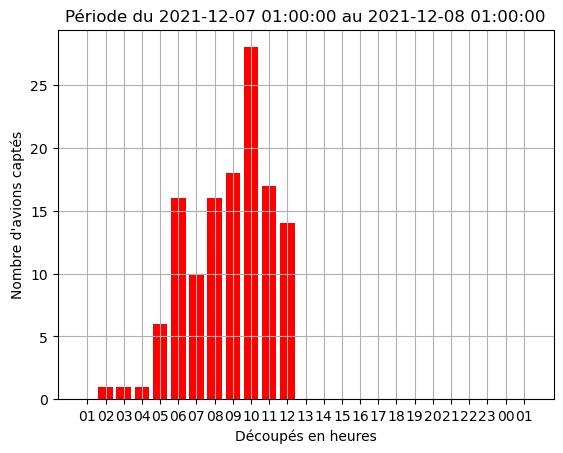 Période du 2021-12-07 01:00:00 au 2021-12-08 01:00:00
Nombre d'avions captés
25
20
15
10
5
0
01 02 03 04 05 06 07 08 09 10 11 12 13 14 15 16 17 18 19 20 21 22 23 00 01
Découpés en heures